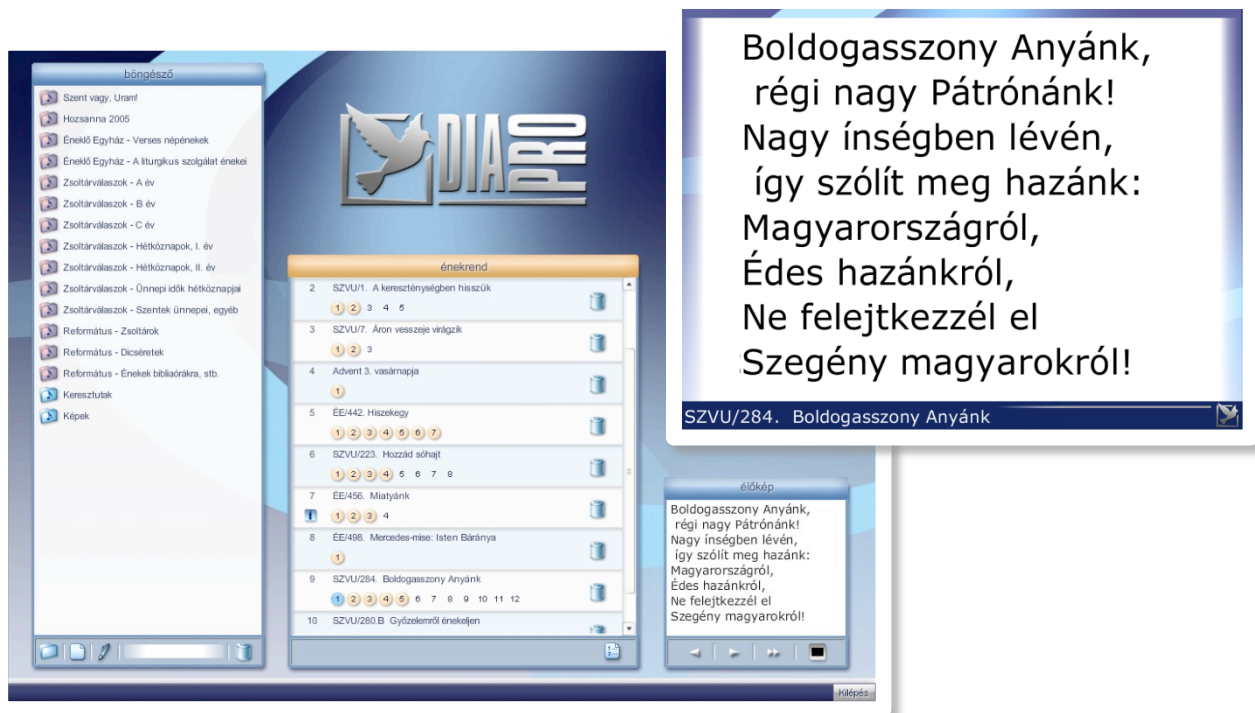 böngésző
Szent vagy, Uram!
Hozsanna 2005
Éneklő Egyház - Verses népénekek
Éneklő Egyház - A liturgikus szolgálat énekei
Zsoltárválaszok - A év
Zsoltárválaszok - B év
Zsoltárválaszok - C év
Zsoltárválaszok - Hétköznapok, I. év
Zsoltárválaszok - Hétköznapok, II. év
Zsoltárválaszok - Ünnepi idők hétköznapjai
Zsoltárválaszok - Szentek ünnepei, egyéb
Református - Zsoltárok
Református - Dicséretek
Református - Énekek bibliaórákra, stb.
Keresztutak
Képek
DIA PRO
énekrend
2 SZVU/1. A kereszténységben hisszük
1 2 3 4 5
3 SZVU/7. Áron vesszeje virágzik
1 2 3
4 Advent 3. vasárnapja
1
5 ÉE/442. Hiszekegy
1 2 3 4 5 6 7
6 SZVU/223. Hozzád sóhajt
1 2 3 4 5 6 7 8
7 ÉE/456. Miatyánk
1 2 3 4
8 ÉE/498. Mercedes-mise: Isten Báránya
1
9 SZVU/284. Boldogasszony Anyánk
1 2 3 4 5 6 7 8 9 10 11 12
10 SZVU/280.B Győzelemről énekeljen
Boldogasszony Anyánk,
régi nagy Pátrónánk!
Nagy ínségben lévén,
így szólít meg hazánk:
Magyarországról,
Édes hazánkról,
Ne felejtkezzél el
Szegény magyarokról!
SZVU/284. Boldogasszony Anyánk
élőkép
Boldogasszony Anyánk,
régi nagy Pátrónánk!
Nagy ínségben lévén,
így szólít meg hazánk:
Magyarországról,
Édes hazánkról,
Ne felejtkezzél el
Szegény magyarokról!
Kilépés